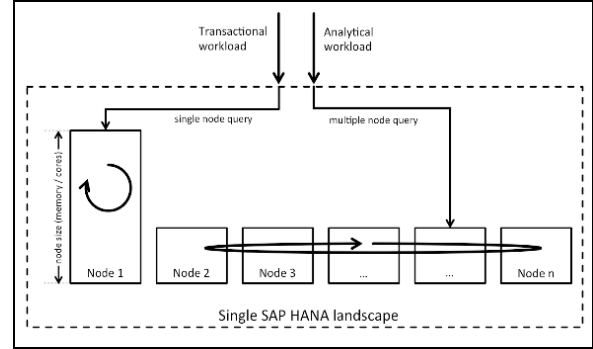 Transactional
workload
Analytical
workload
single node query
multiple node query
node size (memory / cores)
Node 1
Node 2
Node 3
...
...
Node n
Single SAP HANA landscape